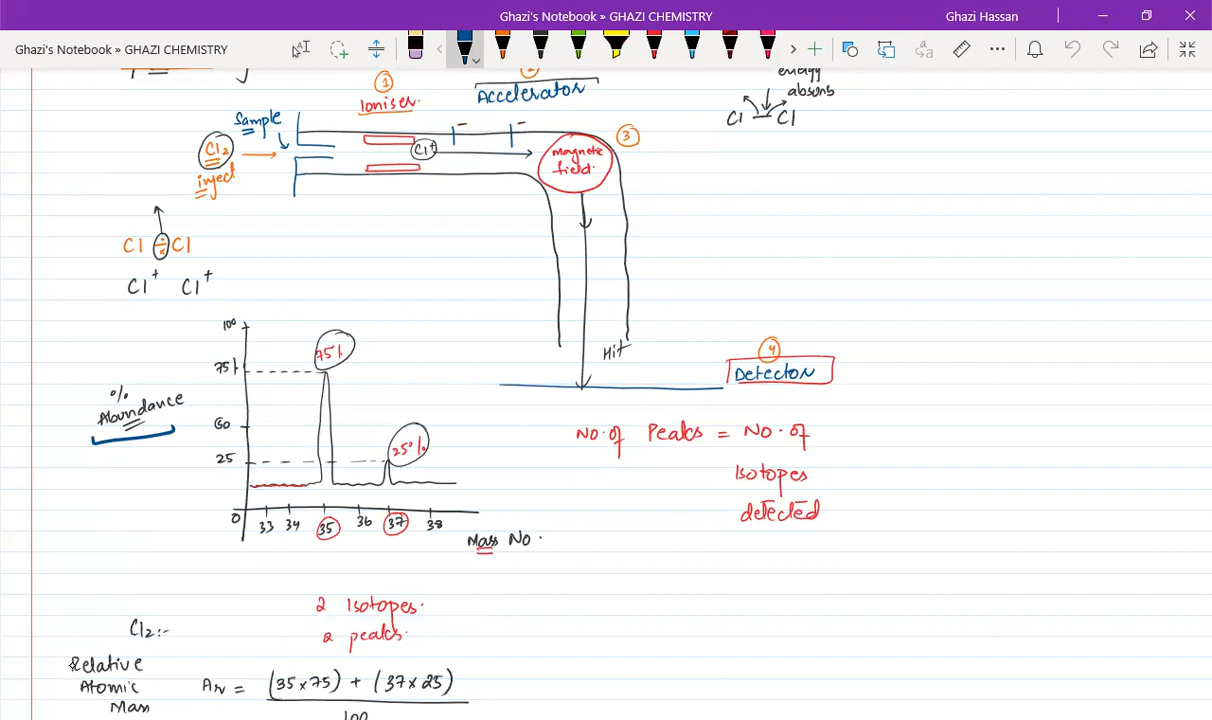 Ghazi's Notebook » GHAZI CHEMISTRY
Ghazi Hassan
Ghazi's Notebook » GHAZI CHEMISTRY
1
Ioniser.
Accelerator
energy
absorbs
Cl — Cl
Sample
Cl2
inject
Cl+
magnetic
field.
3
Cl Cl
Cl+ Cl+
Hit
4
Detector
100
75%
60
25
0
% Abundance
75%
25%
33 34 35 36 37 38
Mass No.
No. of Peaks = No. of
Isotopes
detected
2 Isotopes.
2 peaks.
Cl2:-
Relative
Atomic
Mass
Ar = (35×75) + (37×25)
100